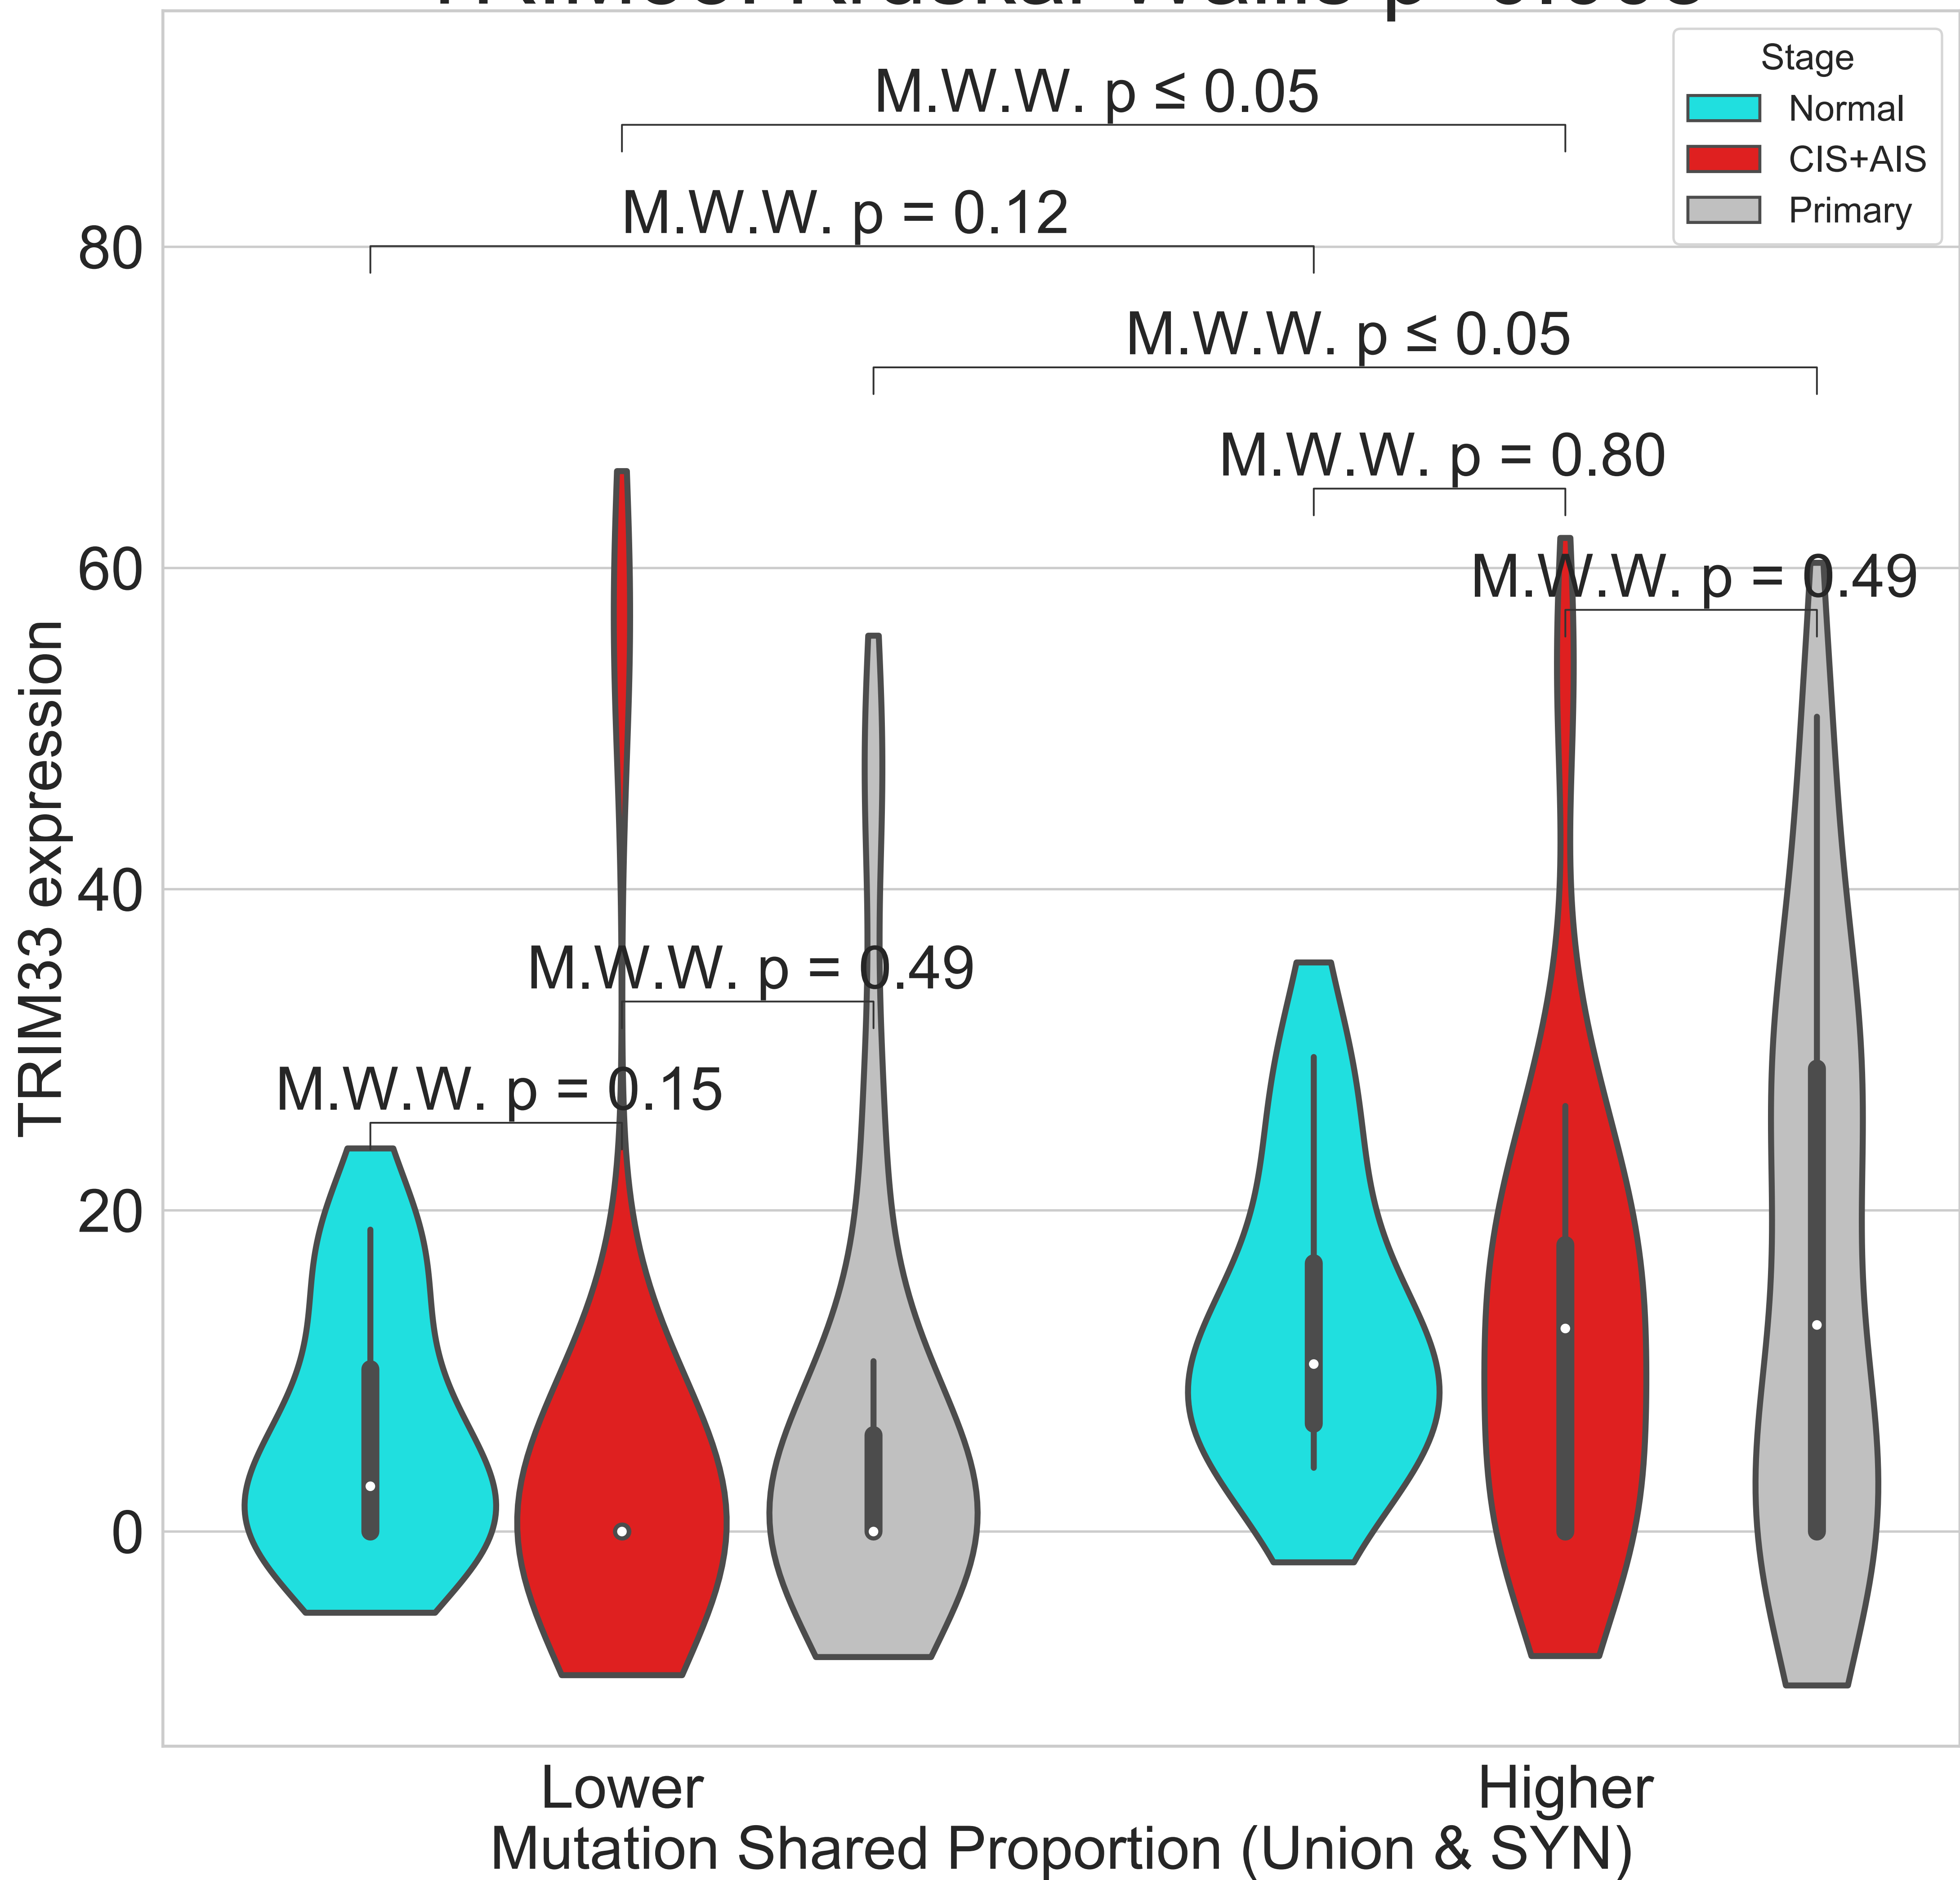 Stage
Normal
CIS+AIS
Primary
M.W.W. p ≤ 0.05
M.W.W. p = 0.12
M.W.W. p ≤ 0.05
M.W.W. p = 0.80
M.W.W. p = 0.49
M.W.W. p = 0.49
M.W.W. p = 0.15
80
60
40
20
0
TRIM33 expression
Lower
Higher
Mutation Shared Proportion (Union & SYN)